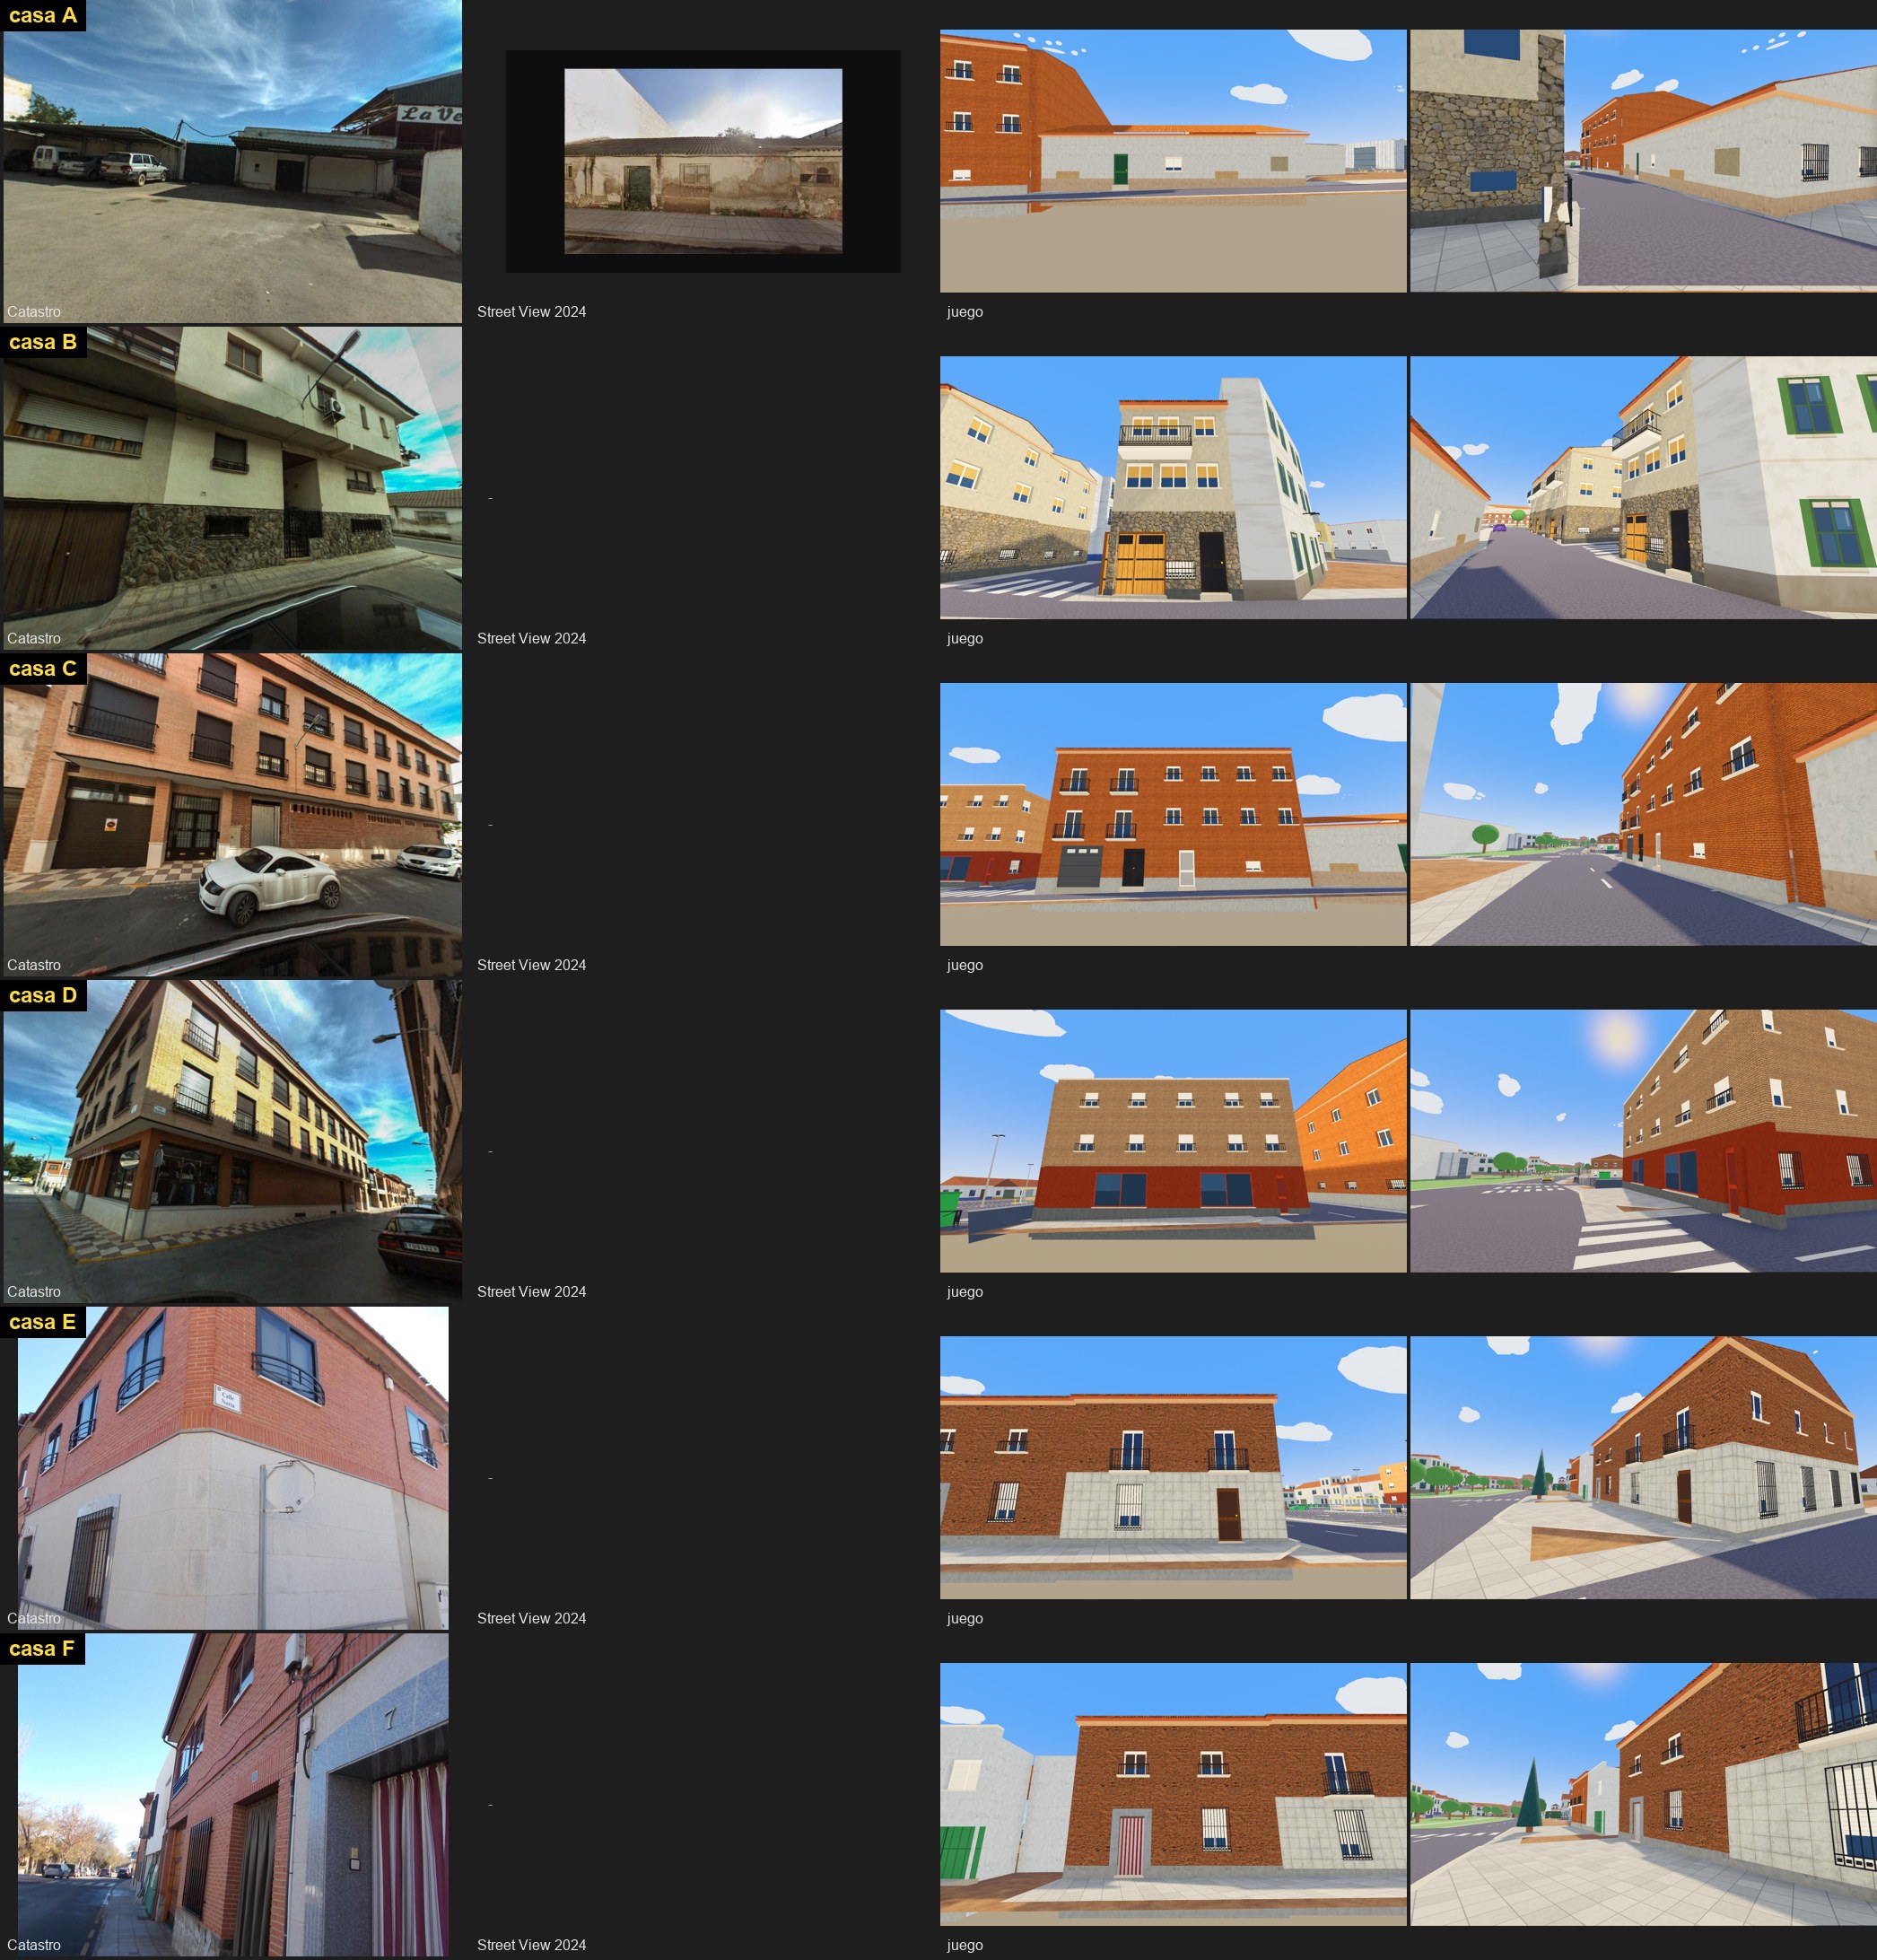 casa A
La Ve
Catastro
Street View 2024
juego
casa B
Catastro
-
Street View 2024
juego
casa C
Catastro
-
Street View 2024
juego
casa D
Catastro
-
Street View 2024
juego
casa E
Calle
Catastro
-
Street View 2024
juego
casa F
7
Catastro
-
Street View 2024
juego